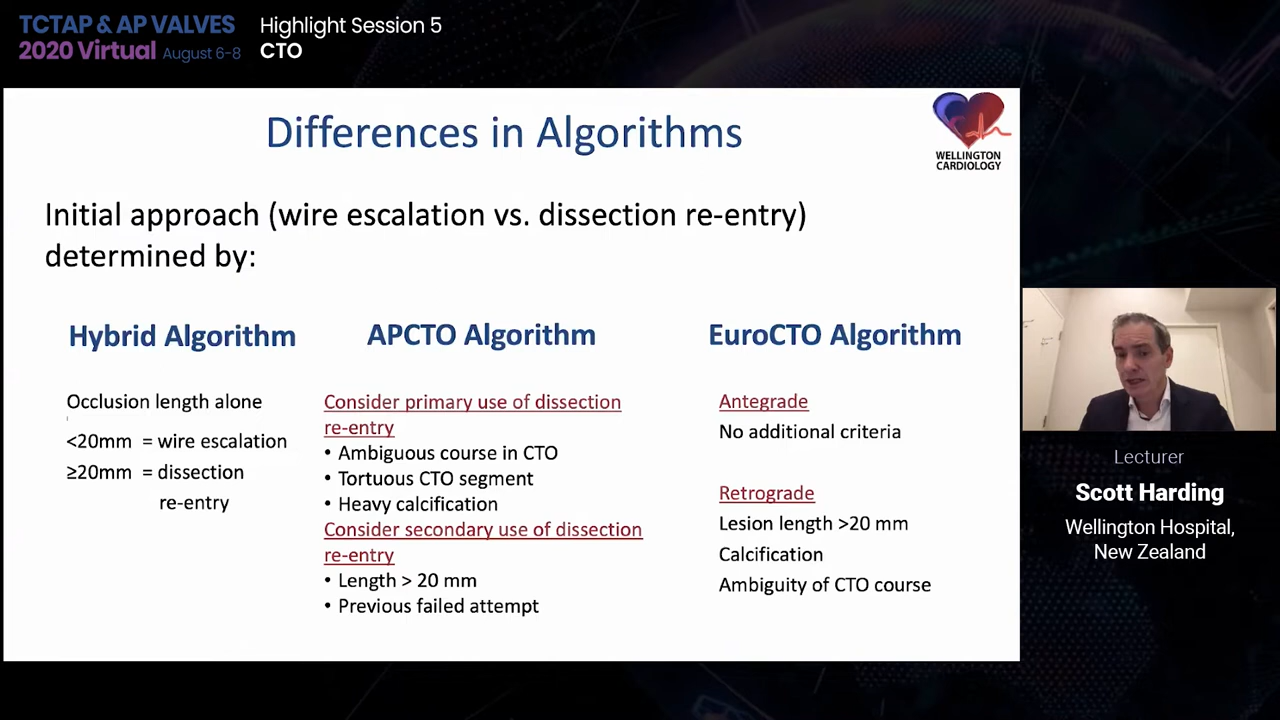 TCTAP & AP VALVES
2020 Virtual August 6-8
Highlight Session 5
CTO
Differences in Algorithms
WELLINGTON
CARDIOLOGY
Initial approach (wire escalation vs. dissection re-entry)
determined by:
Hybrid Algorithm
Occlusion length alone
<20mm = wire escalation
≥20mm = dissection
re-entry
APCTO Algorithm
Consider primary use of dissection
re-entry
• Ambiguous course in CTO
• Tortuous CTO segment
• Heavy calcification
Consider secondary use of dissection
re-entry
• Length > 20 mm
• Previous failed attempt
EuroCTO Algorithm
Antegrade
No additional criteria
Retrograde
Lesion length >20 mm
Calcification
Ambiguity of CTO course
Lecturer
Scott Harding
Wellington Hospital,
New Zealand